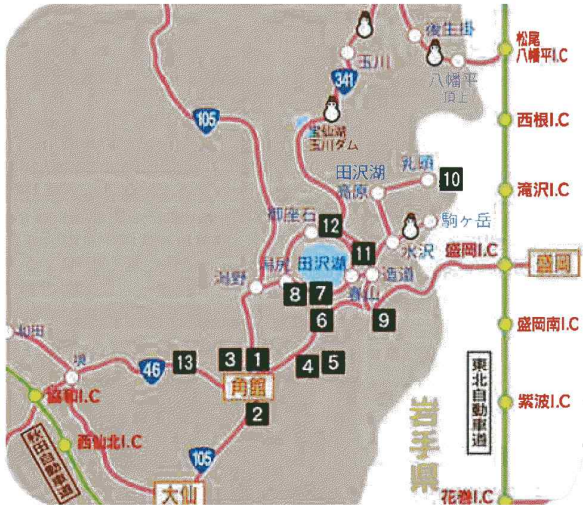 後生掛
玉川
八幡平
頂上
松尾
八幡平I.C
341
105
宝仙湖
玉川ダム
西根I.C
乳頭
10
田沢湖
高原
滝沢I.C
御座石
12
駒ヶ岳
水沢
11
盛岡I.C
盛岡
潟尻
田沢湖
造道
潟野
春山
8
7
6
9
盛岡南I.C
和田
境
46
13
3
1
4
5
角館
2
協和I.C
東北自動車道
紫波I.C
岩手県
西仙北I.C
秋田自動車道
105
大仙
花巻I.C